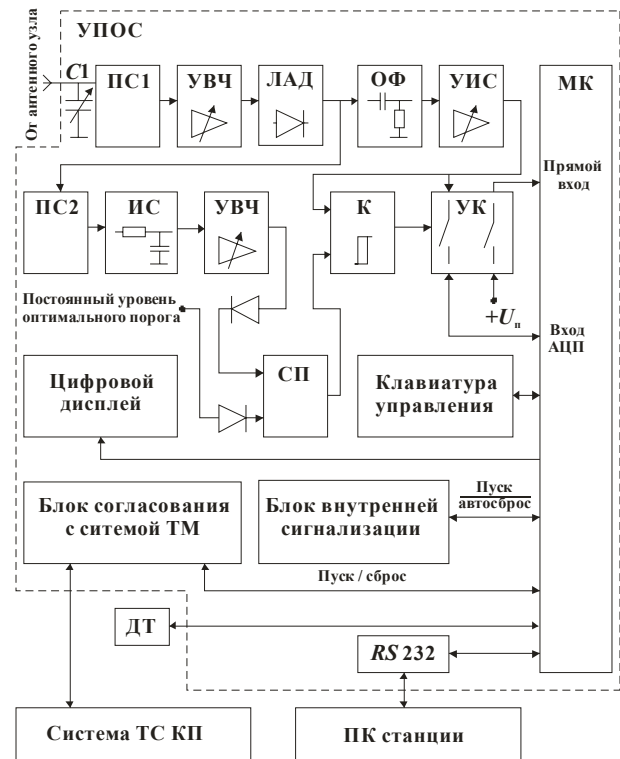 От антенного узла
УПОС
C1
ПС1
УВЧ
ЛАД
ОФ
УИС
МК
ПС2
ИС
УВЧ
К
УК
Прямой
вход
Постоянный уровень
оптимального порога
+Uп
Вход
АЦП
СП
Цифровой
дисплей
Клавиатура
управления
Блок согласования
с ситемой ТМ
Блок внутренней
сигнализации
Пуск
автосброс
Пуск / сброс
ДТ
RS 232
Система ТС КП
ПК станции